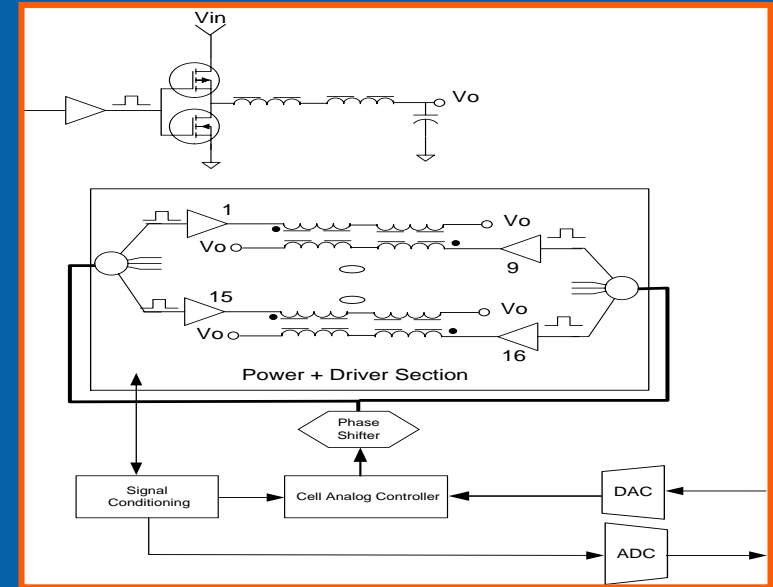 Vin
Vo
1
Vo
Vo
9
15
Vo
Vo
16
Power + Driver Section
Phase
Shifter
Signal
Conditioning
Cell Analog Controller
DAC
ADC